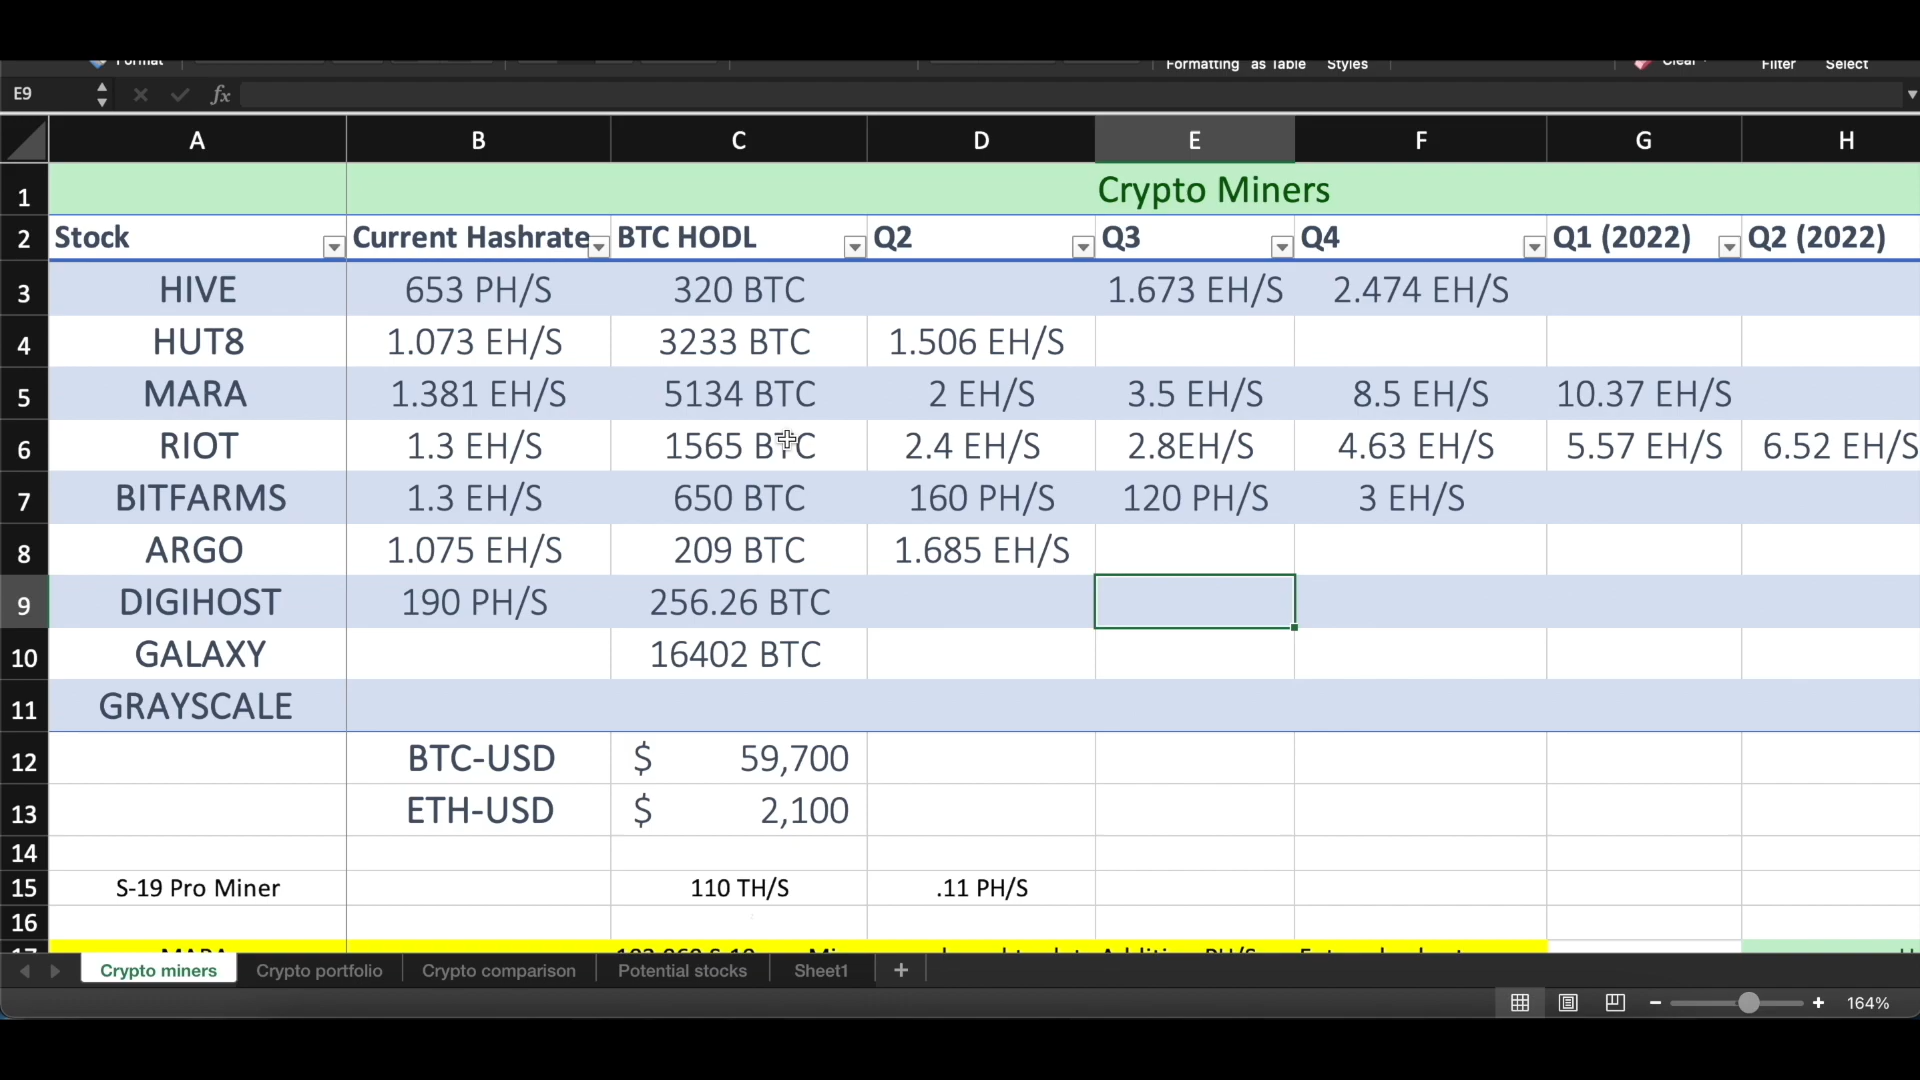 Format
Formatting as Table Styles Clear Filter Select
E9 fx
A B C D E F G H
1 Crypto Miners
2 Stock Current Hashrate BTC HODL Q2 Q3 Q4 Q1 (2022) Q2 (2022)
3 HIVE 653 PH/S 320 BTC 1.673 EH/S 2.474 EH/S
4 HUT8 1.073 EH/S 3233 BTC 1.506 EH/S
5 MARA 1.381 EH/S 5134 BTC 2 EH/S 3.5 EH/S 8.5 EH/S 10.37 EH/S
6 RIOT 1.3 EH/S 1565 BTC 2.4 EH/S 2.8EH/S 4.63 EH/S 5.57 EH/S 6.52 EH/S
7 BITFARMS 1.3 EH/S 650 BTC 160 PH/S 120 PH/S 3 EH/S
8 ARGO 1.075 EH/S 209 BTC 1.685 EH/S
9 DIGIHOST 190 PH/S 256.26 BTC
10 GALAXY 16402 BTC
11 GRAYSCALE
12 BTC-USD $ 59,700
13 ETH-USD $ 2,100
14
15 S-19 Pro Miner 110 TH/S .11 PH/S
16
17 MARA
Crypto miners Crypto portfolio Crypto comparison Potential stocks Sheet1 +
164%